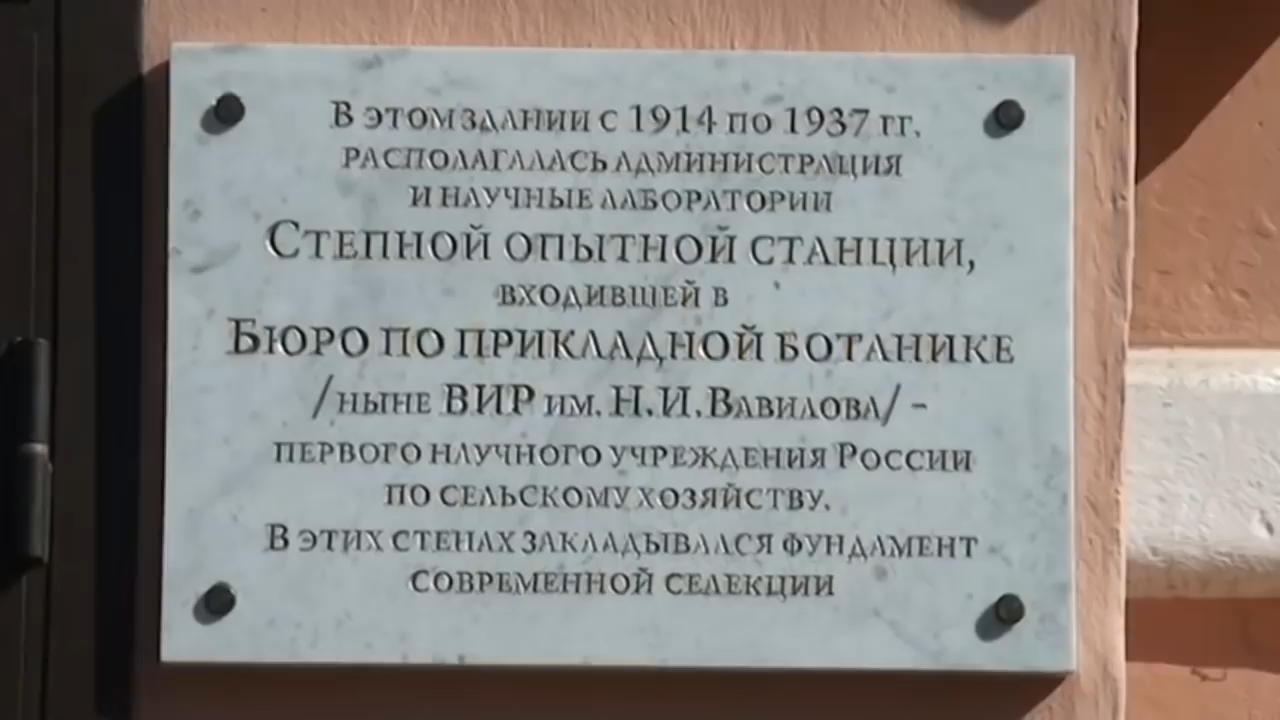 В ЭТОМ ЗДАНИИ С 1914 ПО 1937 ГГ.
РАСПОЛАГАЛАСЬ АДМИНИСТРАЦИЯ
И НАУЧНЫЕ ЛАБОРАТОРИИ
СТЕПНОЙ ОПЫТНОЙ СТАНЦИИ,
ВХОДИВШЕЙ В
БЮРО ПО ПРИКЛАДНОЙ БОТАНИКЕ
/НЫНЕ ВИР ИМ. Н.И.ВАВИЛОВА/ –
ПЕРВОГО НАУЧНОГО УЧРЕЖДЕНИЯ РОССИИ
ПО СЕЛЬСКОМУ ХОЗЯЙСТВУ.
В ЭТИХ СТЕНАХ ЗАКЛАДЫВАЛСЯ ФУНДАМЕНТ
СОВРЕМЕННОЙ СЕЛЕКЦИИ